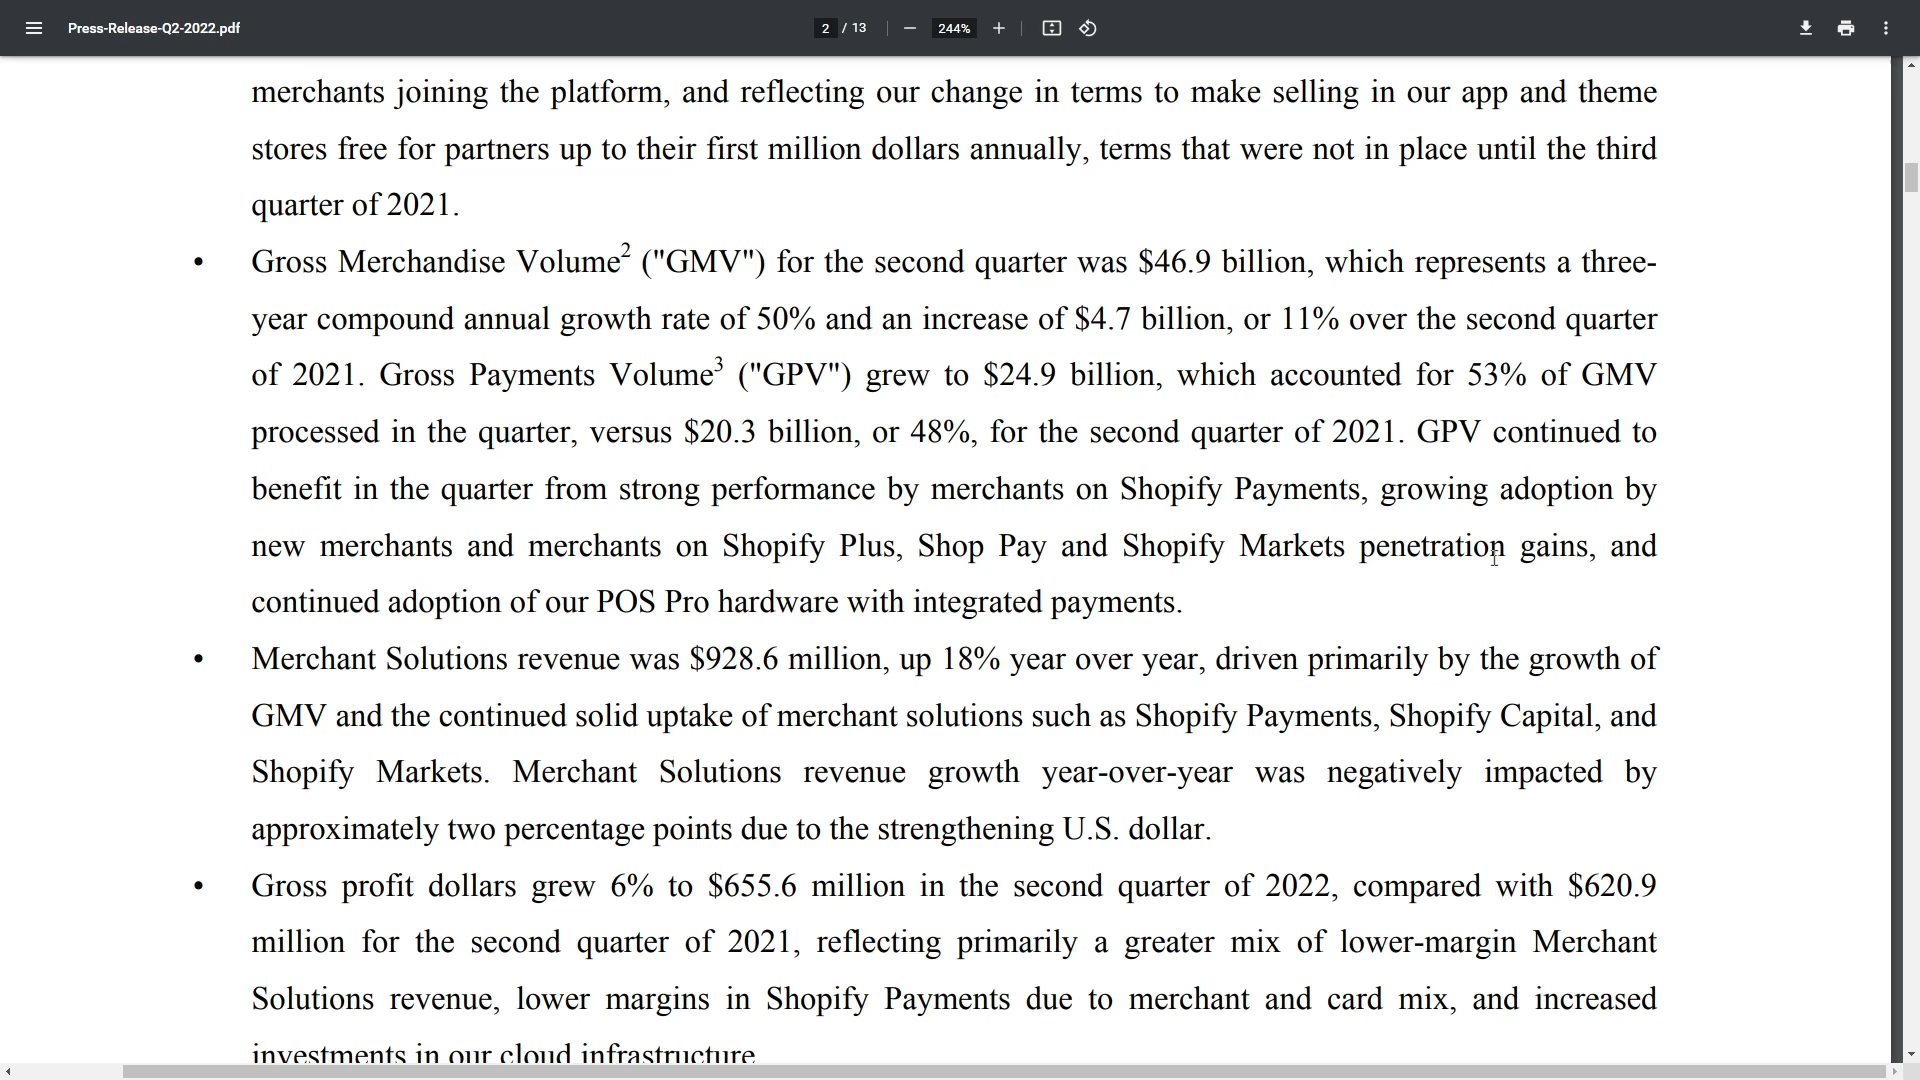 Press-Release-Q2-2022.pdf
2 / 13
244%
merchants joining the platform, and reflecting our change in terms to make selling in our app and theme
stores free for partners up to their first million dollars annually, terms that were not in place until the third
quarter of 2021.
• Gross Merchandise Volume2 ("GMV") for the second quarter was $46.9 billion, which represents a three-
year compound annual growth rate of 50% and an increase of $4.7 billion, or 11% over the second quarter
of 2021. Gross Payments Volume3 ("GPV") grew to $24.9 billion, which accounted for 53% of GMV
processed in the quarter, versus $20.3 billion, or 48%, for the second quarter of 2021. GPV continued to
benefit in the quarter from strong performance by merchants on Shopify Payments, growing adoption by
new merchants and merchants on Shopify Plus, Shop Pay and Shopify Markets penetration gains, and
continued adoption of our POS Pro hardware with integrated payments.
• Merchant Solutions revenue was $928.6 million, up 18% year over year, driven primarily by the growth of
GMV and the continued solid uptake of merchant solutions such as Shopify Payments, Shopify Capital, and
Shopify Markets. Merchant Solutions revenue growth year-over-year was negatively impacted by
approximately two percentage points due to the strengthening U.S. dollar.
• Gross profit dollars grew 6% to $655.6 million in the second quarter of 2022, compared with $620.9
million for the second quarter of 2021, reflecting primarily a greater mix of lower-margin Merchant
Solutions revenue, lower margins in Shopify Payments due to merchant and card mix, and increased
investments in our cloud infrastructure